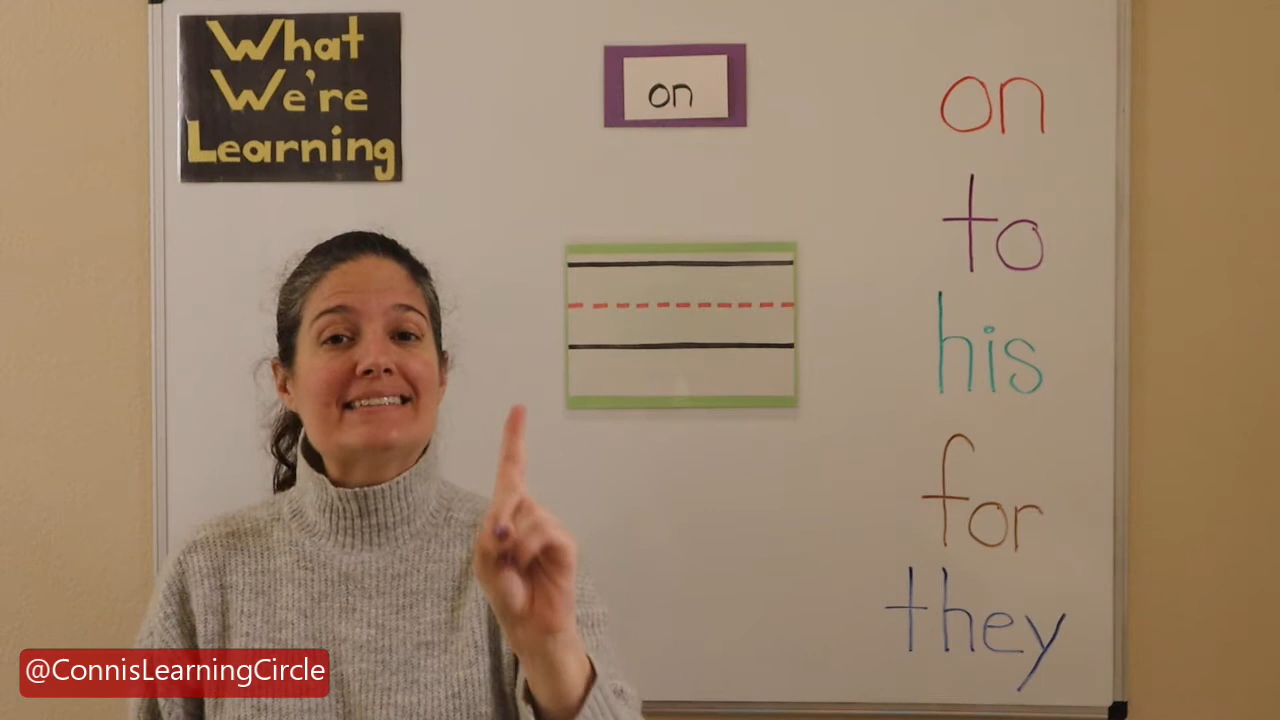 What
We're
Learning
on
on
to
his
for
they
@ConnisLearningCircle